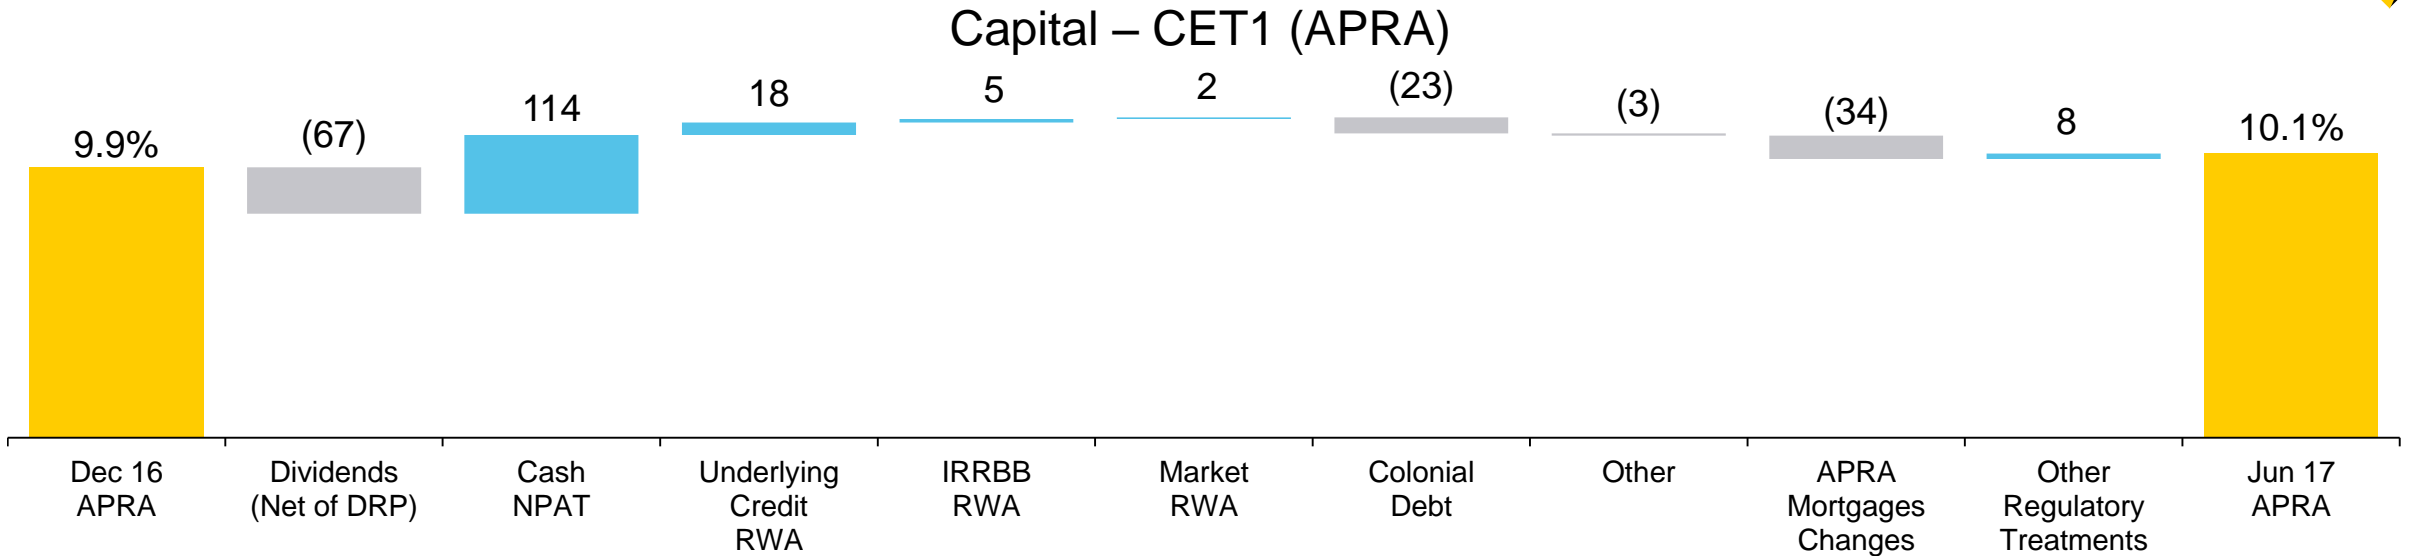 Capital – CET1 (APRA)
9.9%
(67)
114
18
5
2
(23)
(3)
(34)
8
10.1%
Dec 16
APRA
Dividends
(Net of DRP)
Cash
NPAT
Underlying
Credit
RWA
IRRBB
RWA
Market
RWA
Colonial
Debt
Other
APRA
Mortgages
Changes
Other
Regulatory
Treatments
Jun 17
APRA